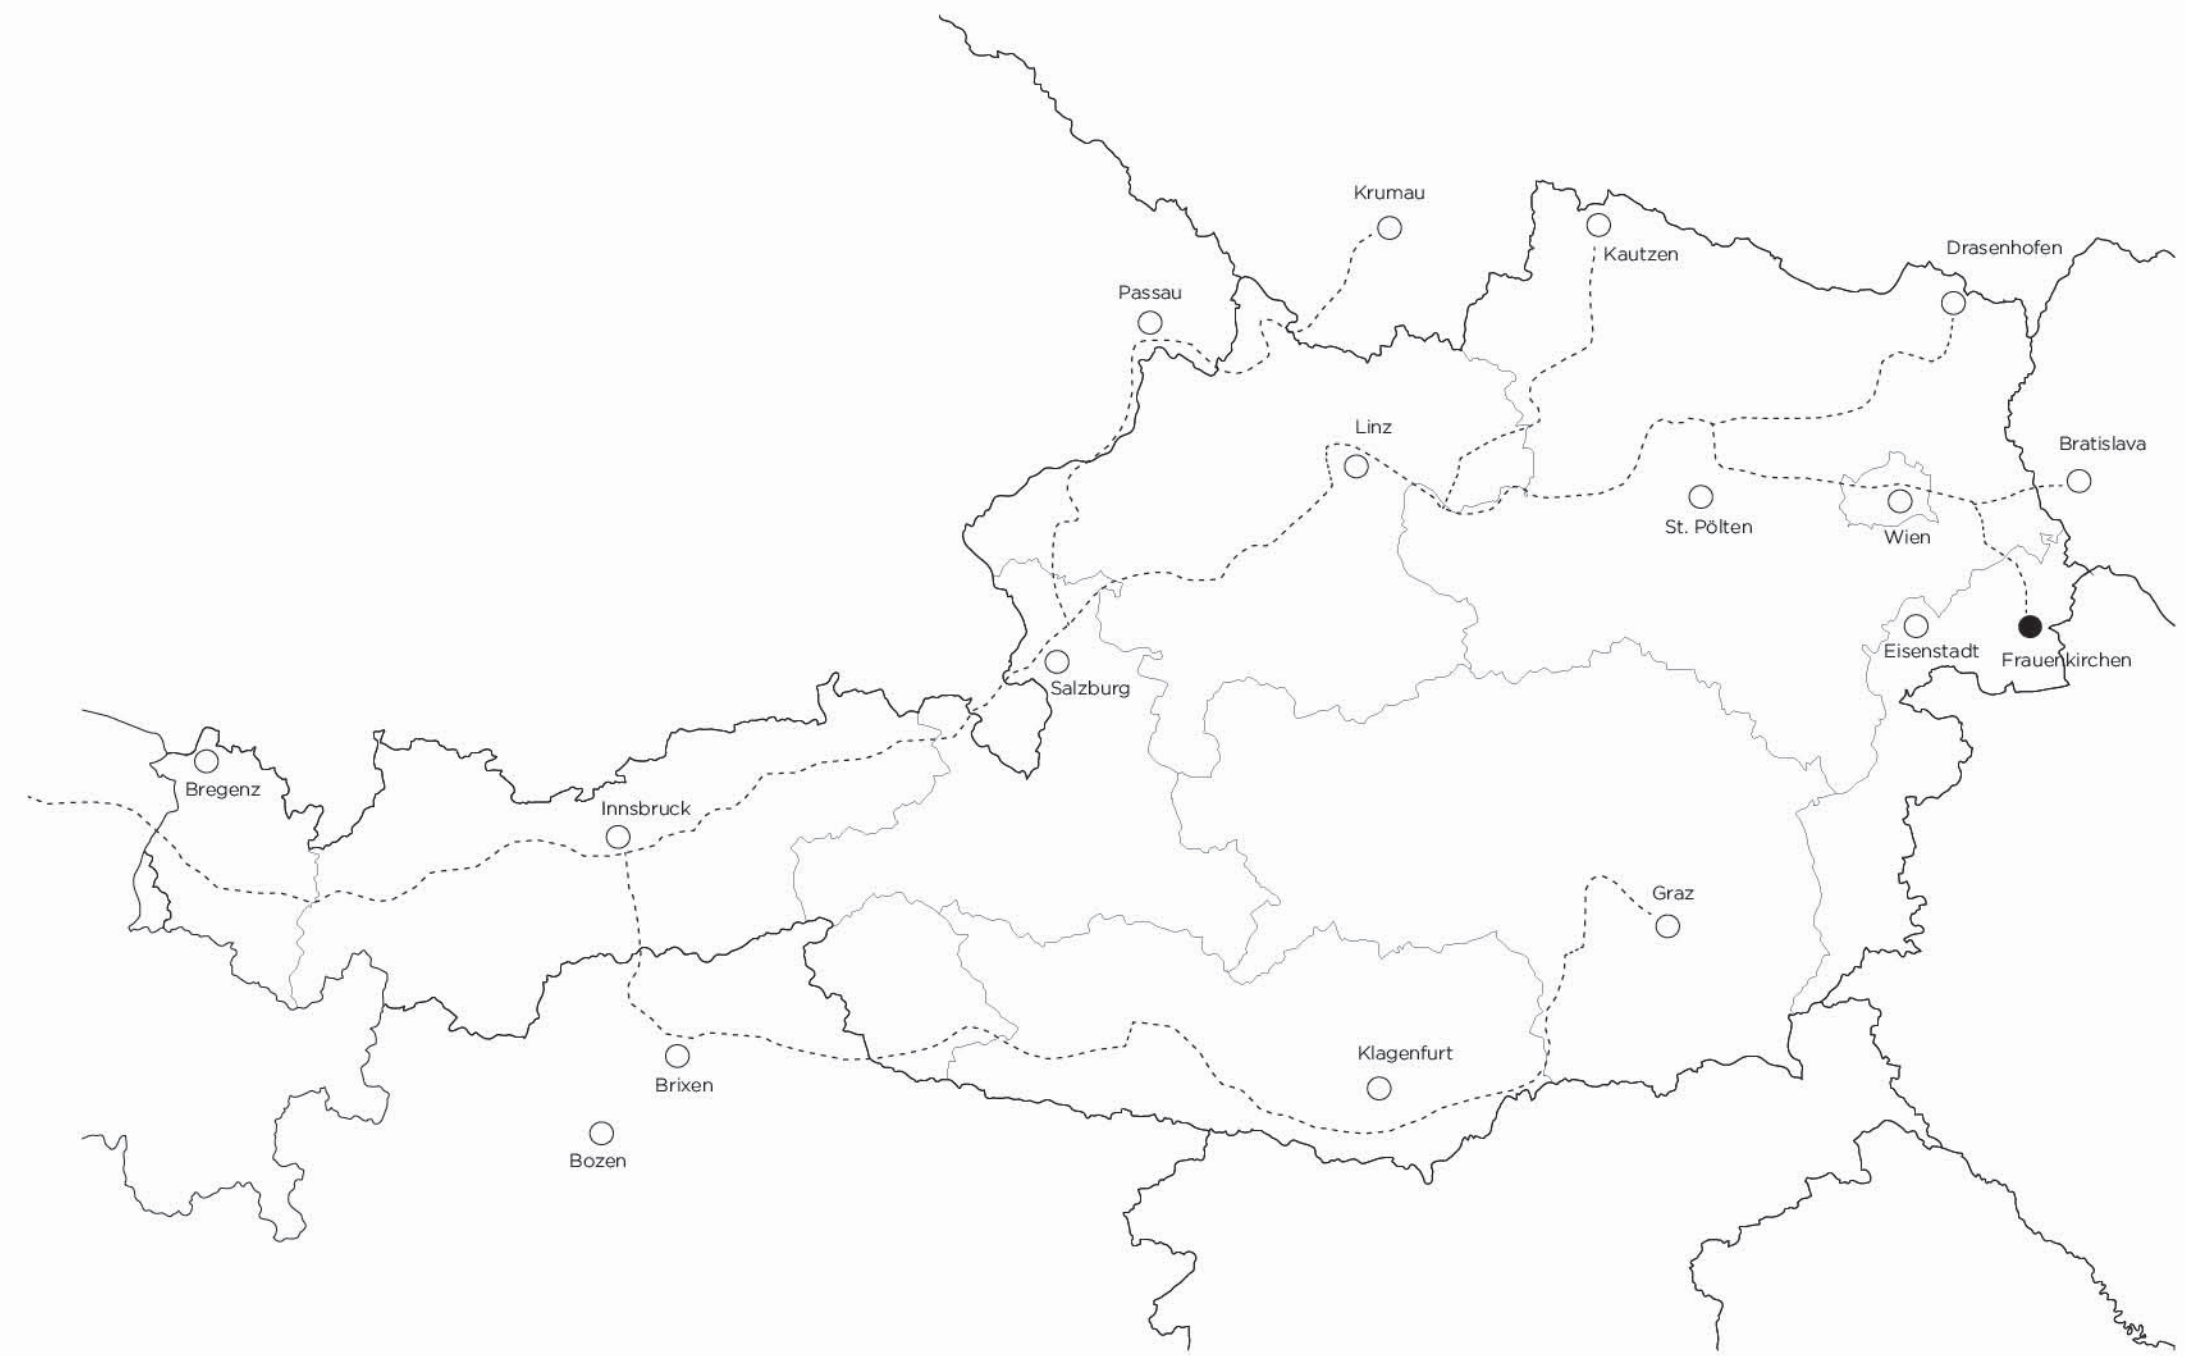 Krumau
Kautzen
Drasenhofen
Passau
Linz
Bratislava
St. Pölten
Wien
Eisenstadt
Frauenkirchen
Salzburg
Bregenz
Innsbruck
Graz
Klagenfurt
Brixen
Bozen